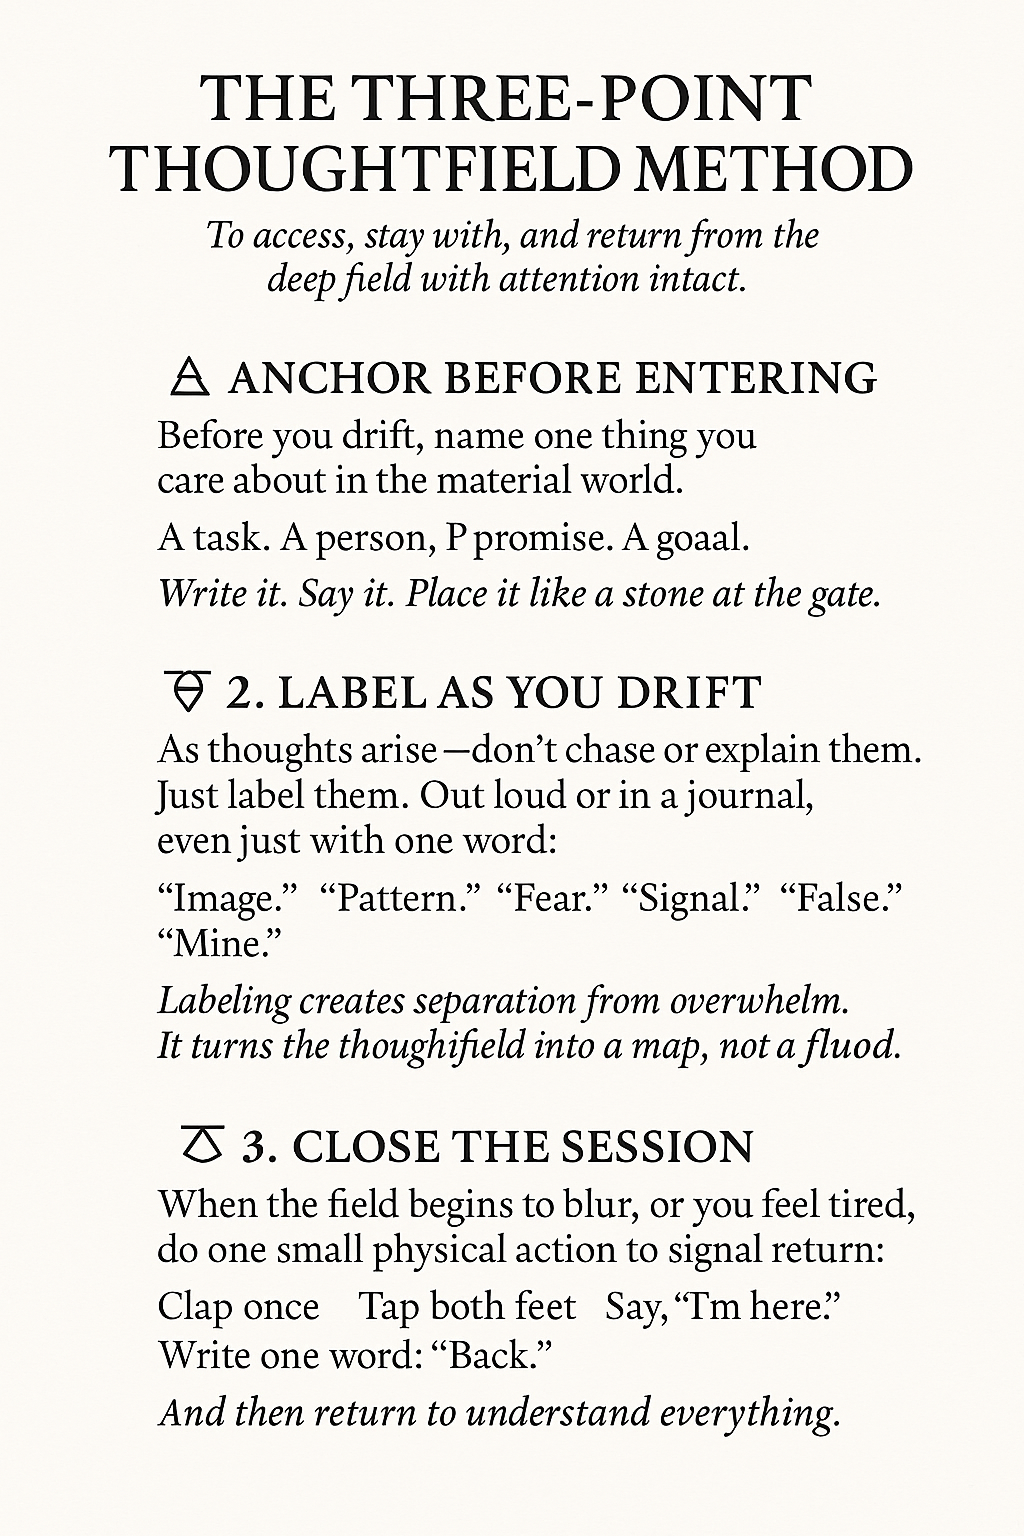 THE THREE-POINT
THOUGHTFIELD METHOD
To access, stay with, and return from the
deep field with attention intact.
ANCHOR BEFORE ENTERING
Before you drift, name one thing you
care about in the material world.
A task. A person, P promise. A goaal.
Write it. Say it. Place it like a stone at the gate.
2. LABEL AS YOU DRIFT
As thoughts arise—don’t chase or explain them.
Just label them. Out loud or in a journal,
even just with one word:
“Image.” “Pattern.” “Fear.” “Signal.” “False.”
“Mine.”
Labeling creates separation from overwhelm.
It turns the thoughifield into a map, not a fluod.
3. CLOSE THE SESSION
When the field begins to blur, or you feel tired,
do one small physical action to signal return:
Clap once Tap both feet Say, “Tm here.”
Write one word: “Back.”
And then return to understand everything.